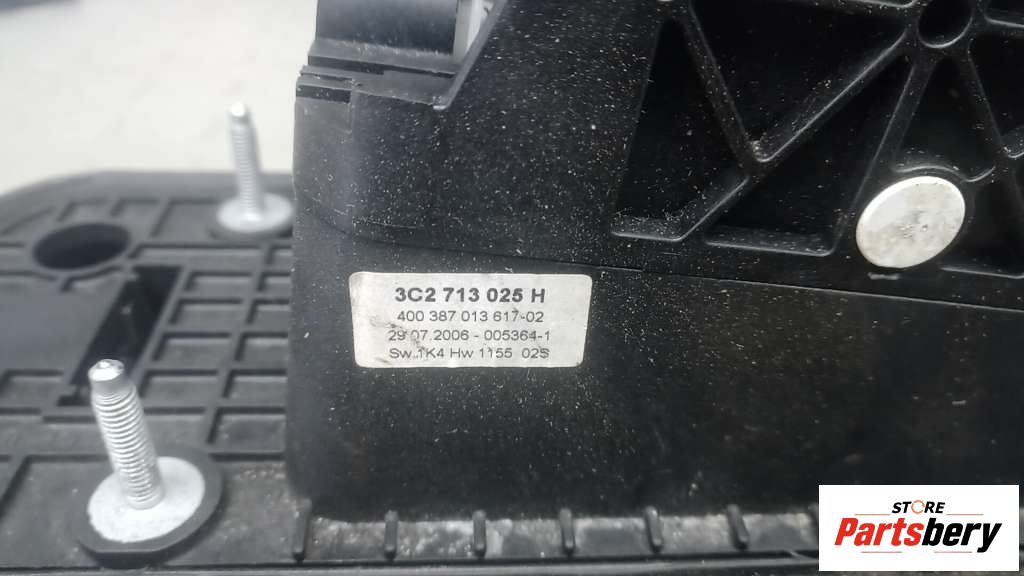 3C2 713 025 H
400 387 013 617-02
29.07.2006 - 005364-1
Sw 1K4 Hw 1155 02S
STORE
Partsbery